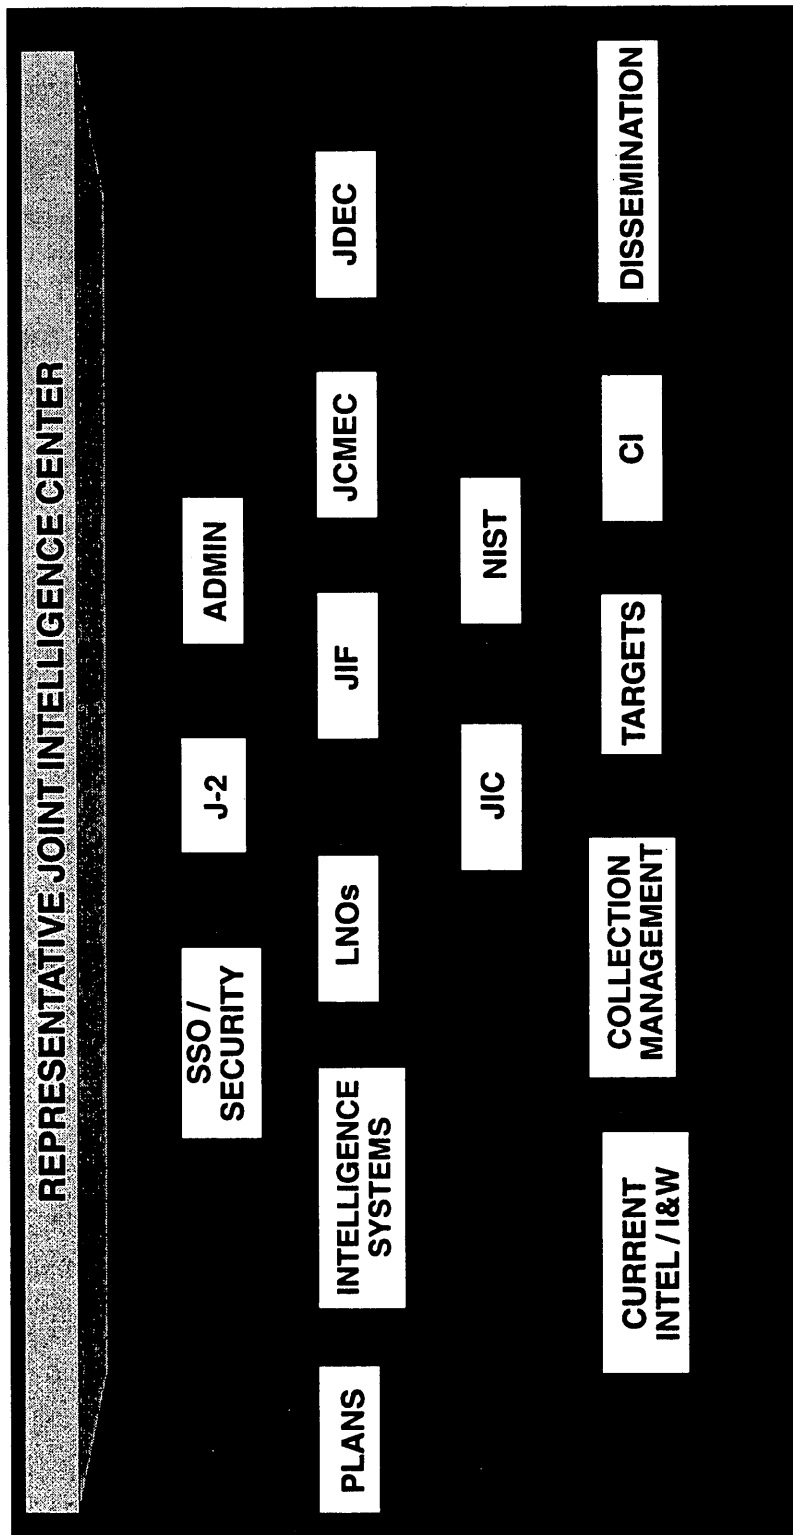 REPRESENTATIVE JOINT INTELLIGENCE CENTER
SSO /
SECURITY
J-2
ADMIN
PLANS
INTELLIGENCE
SYSTEMS
LNOs
JIF
JCMEC
JDEC
JIC
NIST
CURRENT
INTEL / I&W
COLLECTION
MANAGEMENT
TARGETS
CI
DISSEMINATION